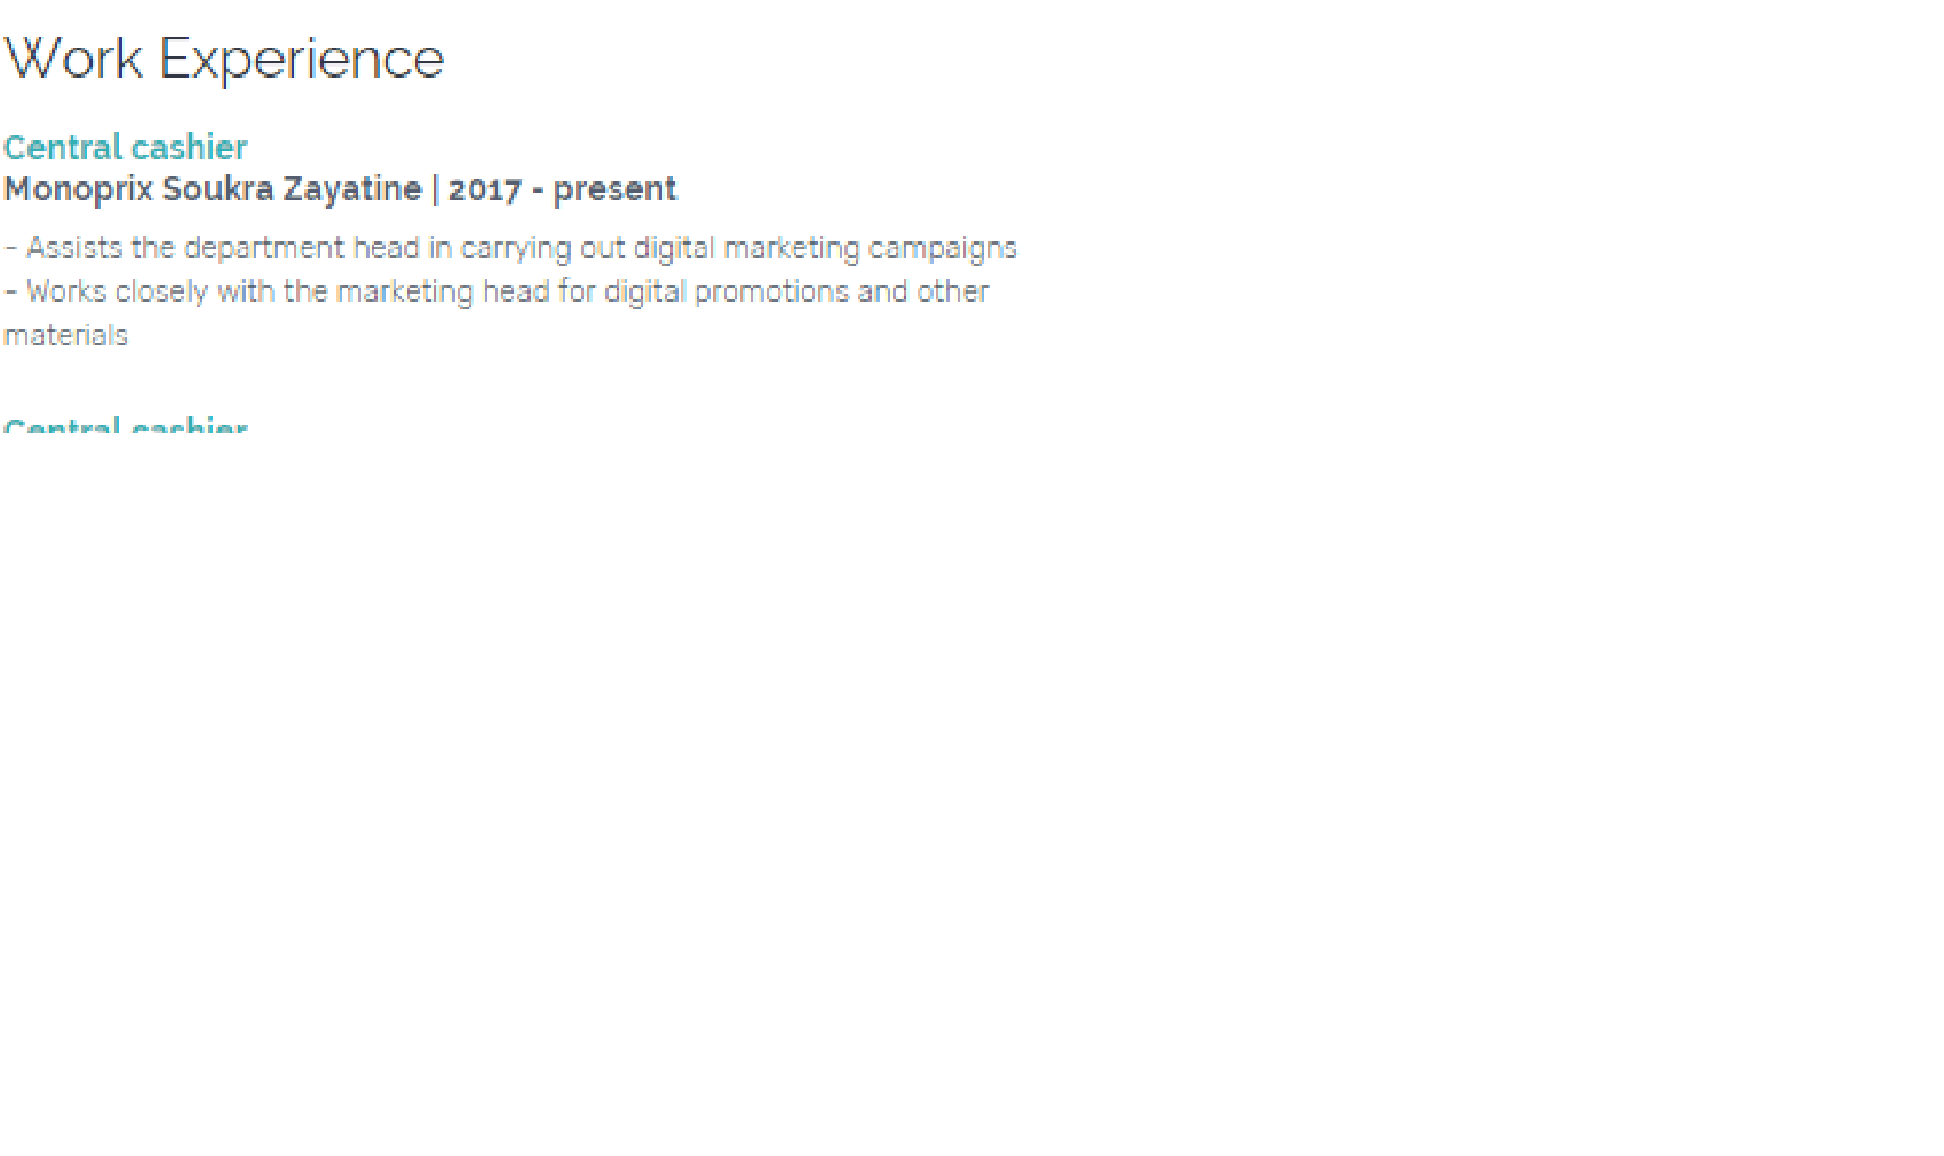 Work Experience
Central cashier
Monoprix Soukra Zayatine | 2017 - present
- Assists the department head in carrying out digital marketing campaigns
- Works closely with the marketing head for digital promotions and other
materials
Central cashier